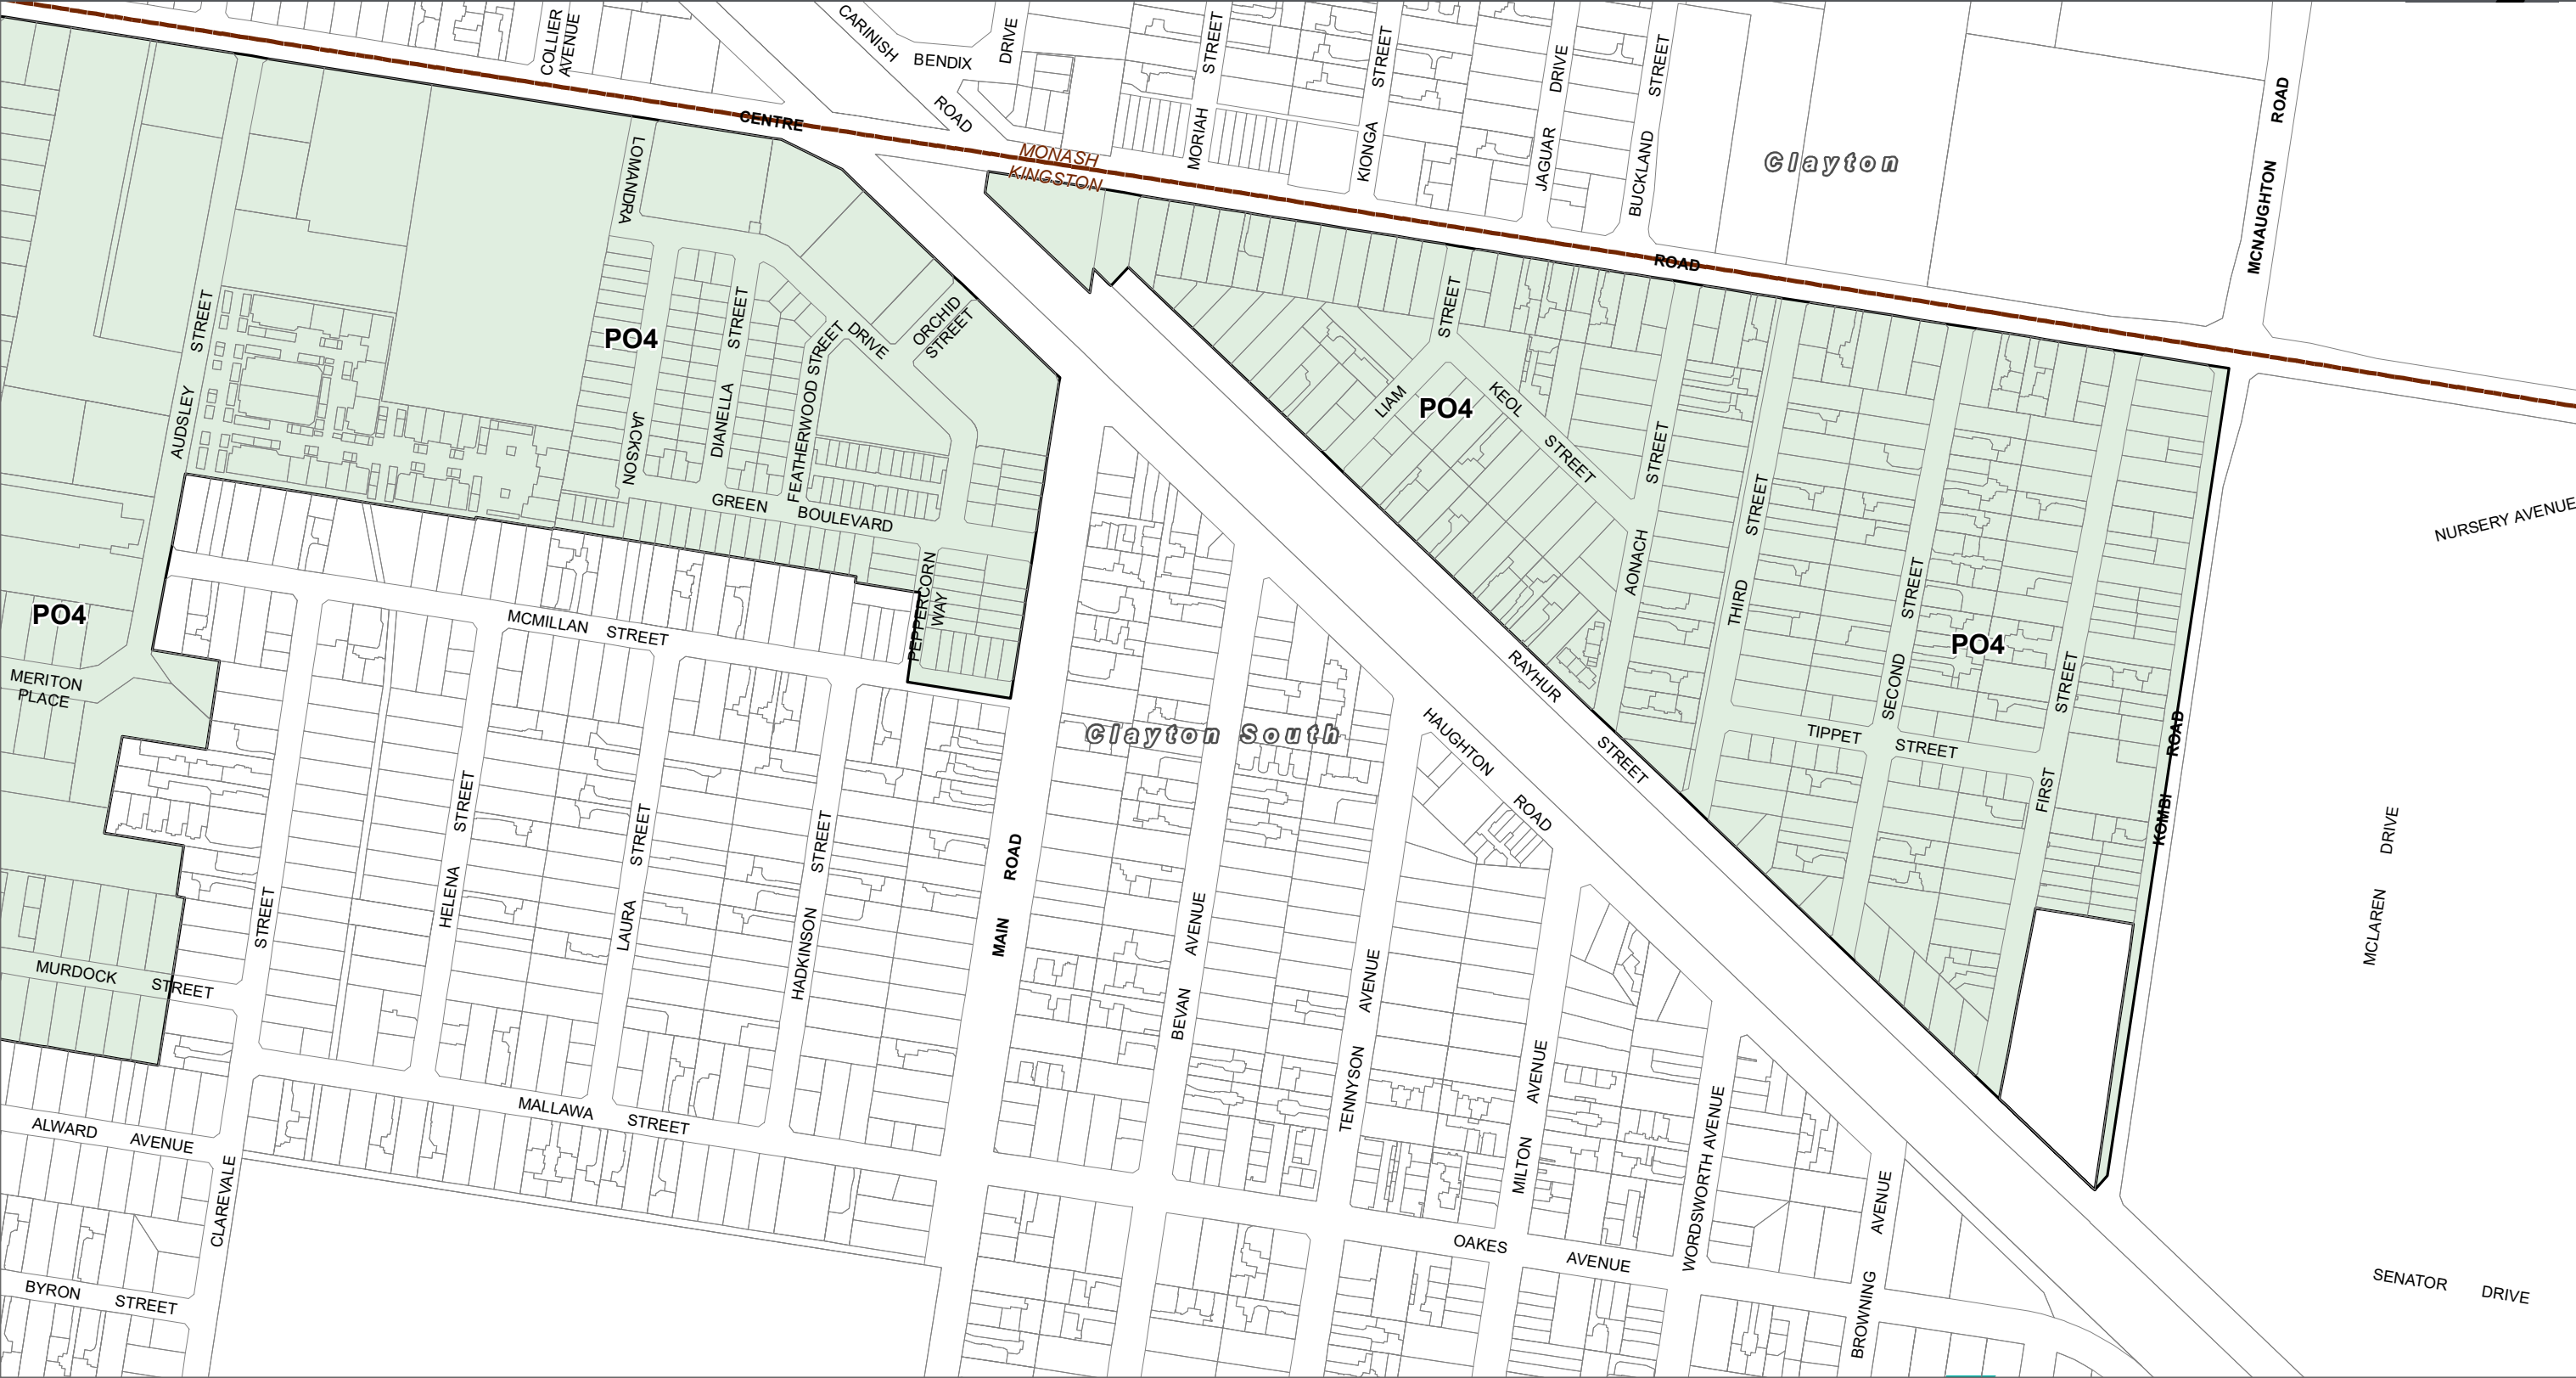 COLLIER
AVENUE
CARINISH
ROAD
BENDIX
DRIVE
MORIAH
STREET
KIONGA
STREET
JAGUAR
DRIVE
BUCKLAND
STREET
Clayton
MCNAUGHTON
ROAD
CENTRE
ROAD
MONASH
KINGSTON
LOMANDRA
AUDSLEY
STREET
PO4
JACKSON
DIANELLA
STREET
FEATHERWOOD STREET
DRIVE
ORCHID
STREET
GREEN
BOULEVARD
PEPPERCORN
WAY
STREET
LIAM
PO4
KEOL
STREET
AONACH
STREET
THIRD
STREET
SECOND
STREET
PO4
FIRST
STREET
TIPPET
STREET
KOMBI
ROAD
NURSERY AVENUE
MCLAREN
DRIVE
SENATOR
DRIVE
PO4
MERITON
PLACE
MCMILLAN
STREET
Clayton South
RAYHUR
STREET
HAUGHTON
ROAD
HELENA
STREET
LAURA
STREET
HADKINSON
STREET
MAIN
ROAD
BEVAN
AVENUE
TENNYSON
AVENUE
MILTON
AVENUE
WORDSWORTH AVENUE
BROWNING
AVENUE
MURDOCK
STREET
CLAREVALE
STREET
ALWARD
AVENUE
MALLAWA
STREET
OAKES
AVENUE
BYRON
STREET